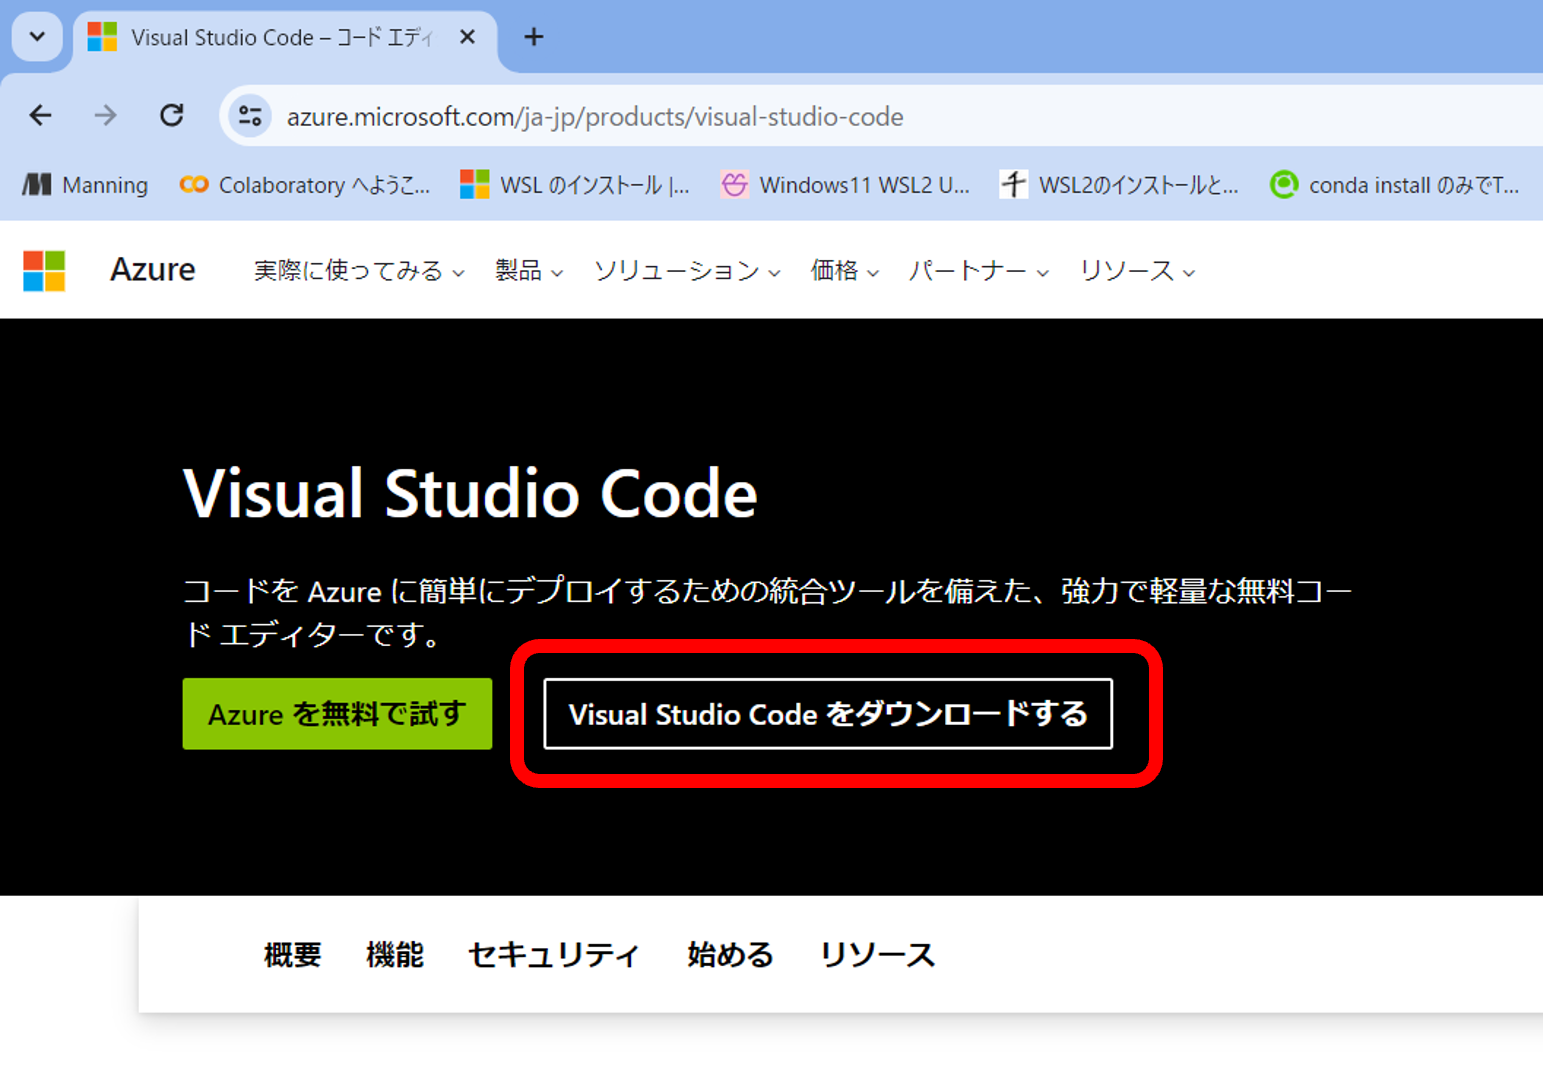 Visual Studio Code – コード エディ
azure.microsoft.com/ja-jp/products/visual-studio-code
Manning Colaboratory へようこ... WSL のインストール |... Windows11 WSL2 U... WSL2のインストールと... conda install のみでT...
Azure 実際に使ってみる 製品 ソリューション 価格 パートナー リソース
Visual Studio Code
コードを Azure に簡単にデプロイするための統合ツールを備えた、強力で軽量な無料コー
ド エディターです。
Azure を無料で試す Visual Studio Code をダウンロードする
概要 機能 セキュリティ 始める リソース